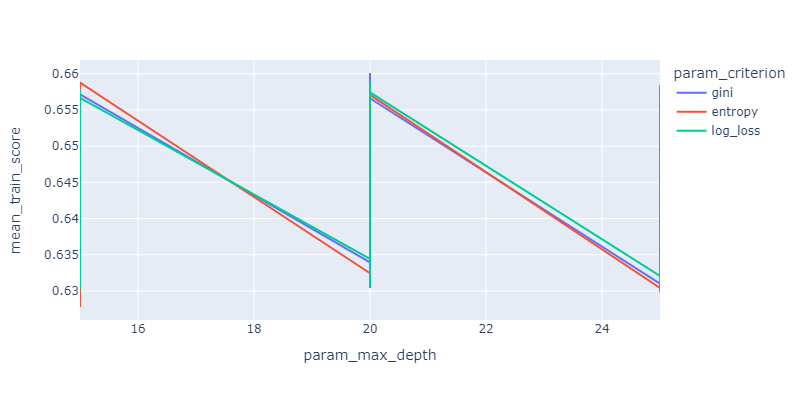 param_criterion
gini
entropy
log_loss
mean_train_score
0.66
0.655
0.65
0.645
0.64
0.635
0.63
16
18
20
22
24
param_max_depth